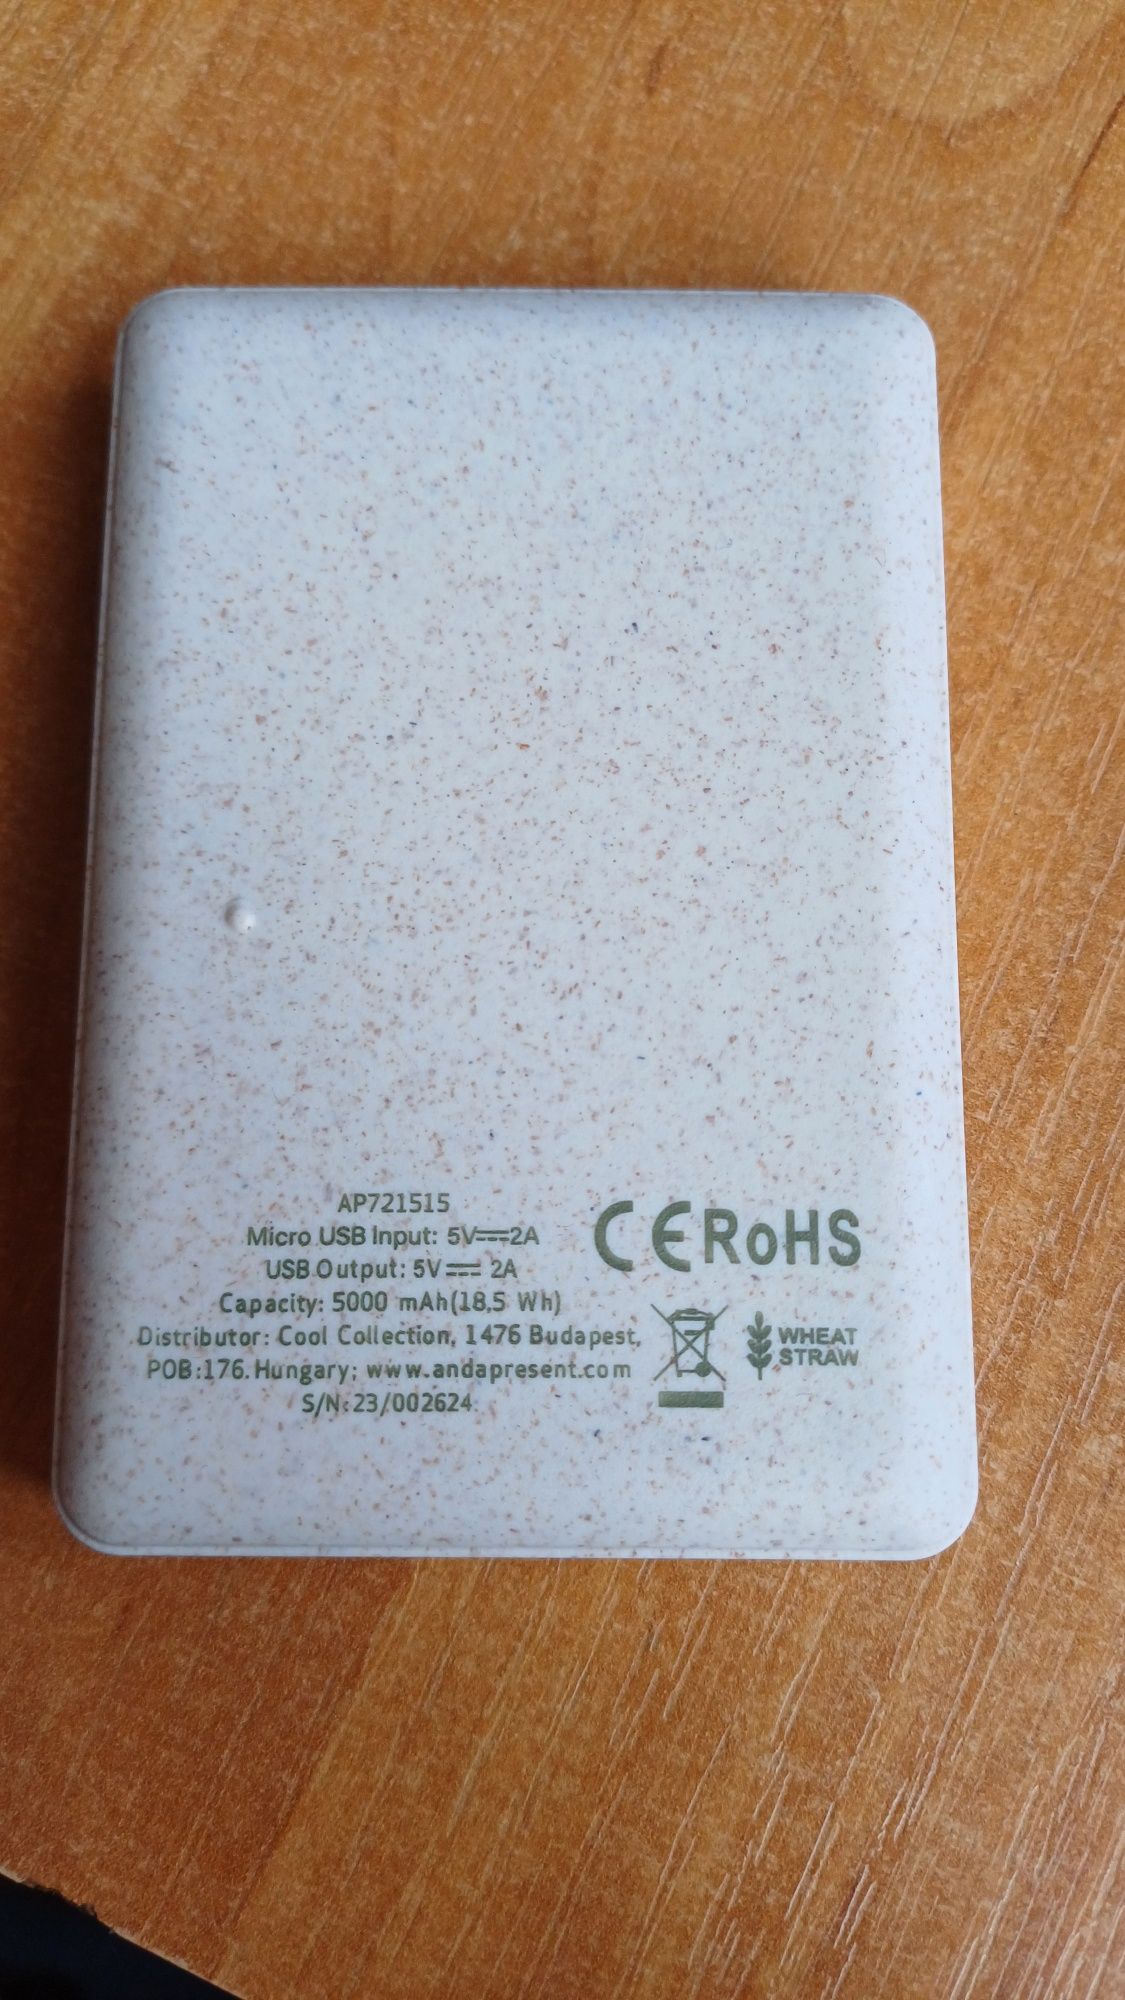 AP721515
Micro USB Input: 5V⎓2A
USB Output: 5V⎓ 2A
Capacity: 5000 mAh(18,5 Wh)
Distributor: Cool Collection, 1476 Budapest,
POB:176. Hungary; www.andapresent.com
S/N: 23/002624
CE RoHS
WHEAT
STRAW